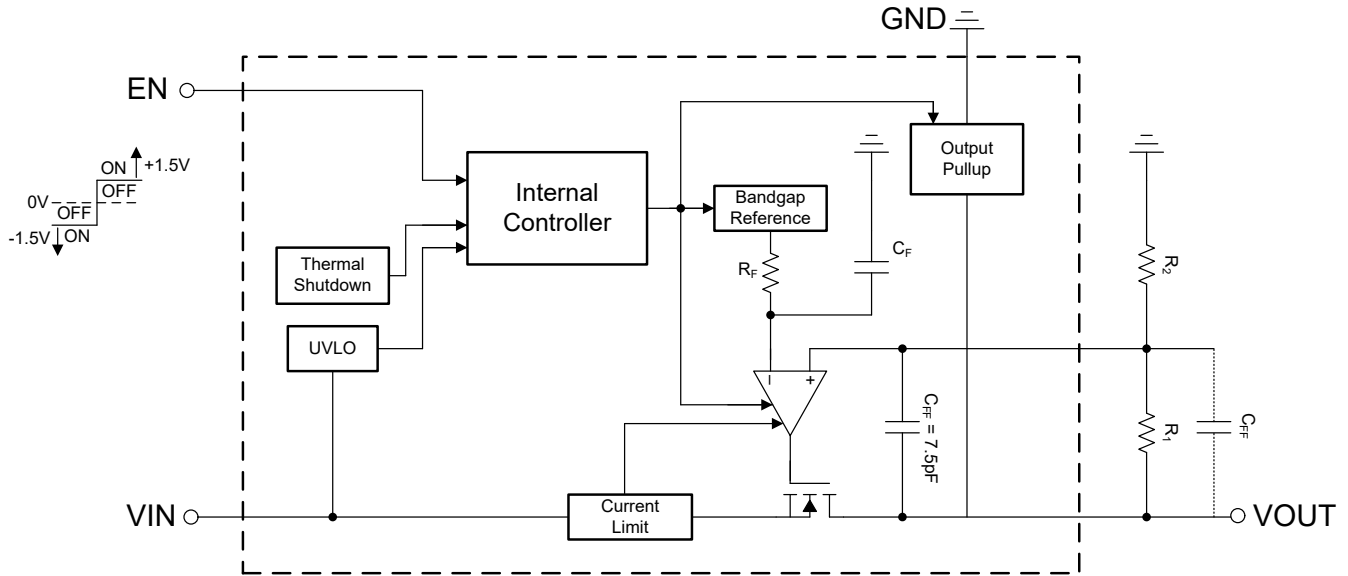 GND
EN
ON
+1.5V
0V
OFF
OFF
-1.5V
ON
Internal
Controller
Output
Pullup
Bandgap
Reference
Thermal
Shutdown
R_F
C_F
R_2
UVLO
–
+
C_FF = 7.5pF
R_1
C_FF
VIN
Current
Limit
VOUT